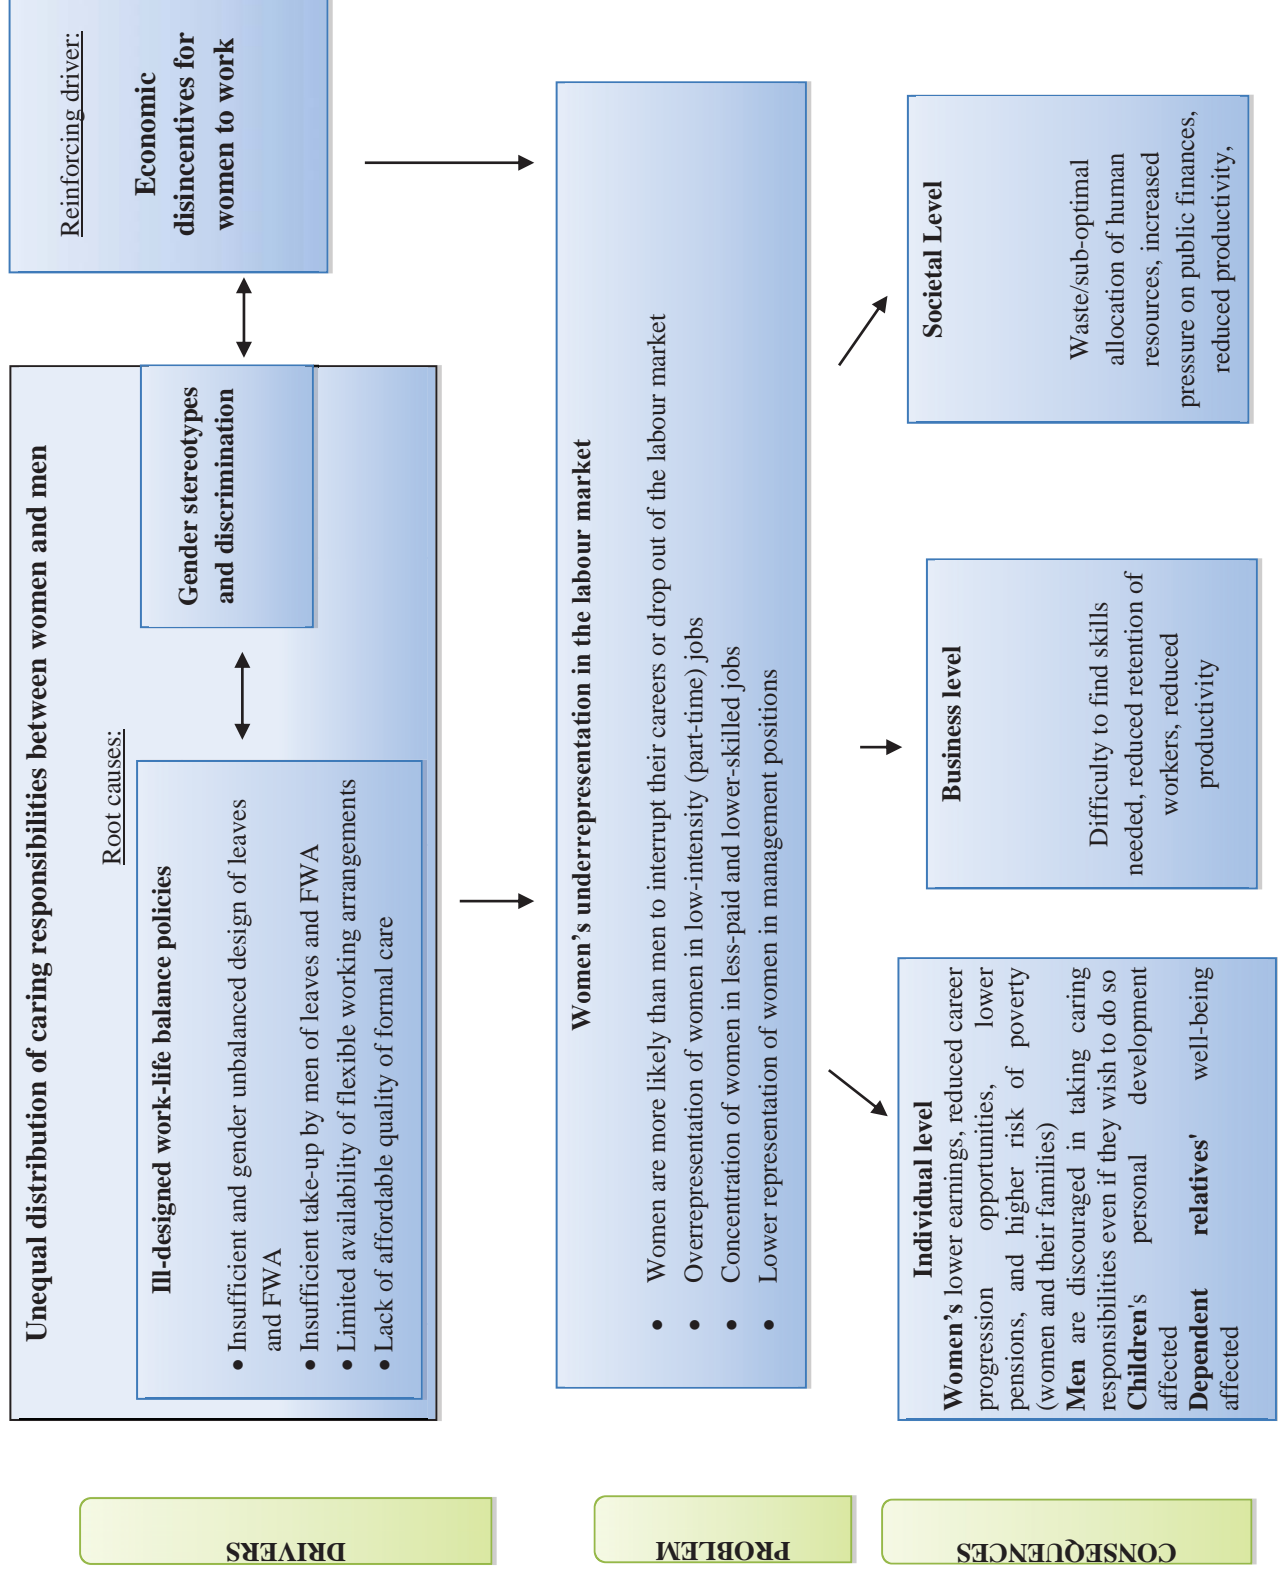 DRIVERS
Unequal distribution of caring responsibilities between women and men
Root causes:
Ill-designed work-life balance policies
• Insufficient and gender unbalanced design of leaves
and FWA
• Insufficient take-up by men of leaves and FWA
• Limited availability of flexible working arrangements
• Lack of affordable quality of formal care
Gender stereotypes
and discrimination
Reinforcing driver:
Economic
disincentives for
women to work
PROBLEM
Women's underrepresentation in the labour market
• Women are more likely than men to interrupt their careers or drop out of the labour market
• Overrepresentation of women in low-intensity (part-time) jobs
• Concentration of women in less-paid and lower-skilled jobs
• Lower representation of women in management positions
CONSEQUENCES
Individual level
Women's lower earnings, reduced career
progression opportunities, lower
pensions, and higher risk of poverty
(women and their families)
Men are discouraged in taking caring
responsibilities even if they wish to do so
Children's personal development
affected
Dependent relatives' well-being
affected
Business level
Difficulty to find skills
needed, reduced retention of
workers, reduced
productivity
Societal Level
Waste/sub-optimal
allocation of human
resources, increased
pressure on public finances,
reduced productivity,